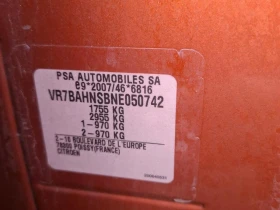 PSA AUTOMOBILES SA
e9*2007/46*6816
VR7BAHNSBNE050742
1755 KG
2955 KG
1-970 KG
2-970 KG
2-10 BOULEVARD DE L'EUROPE
78300 POISSY(FRANCE)
CITROEN